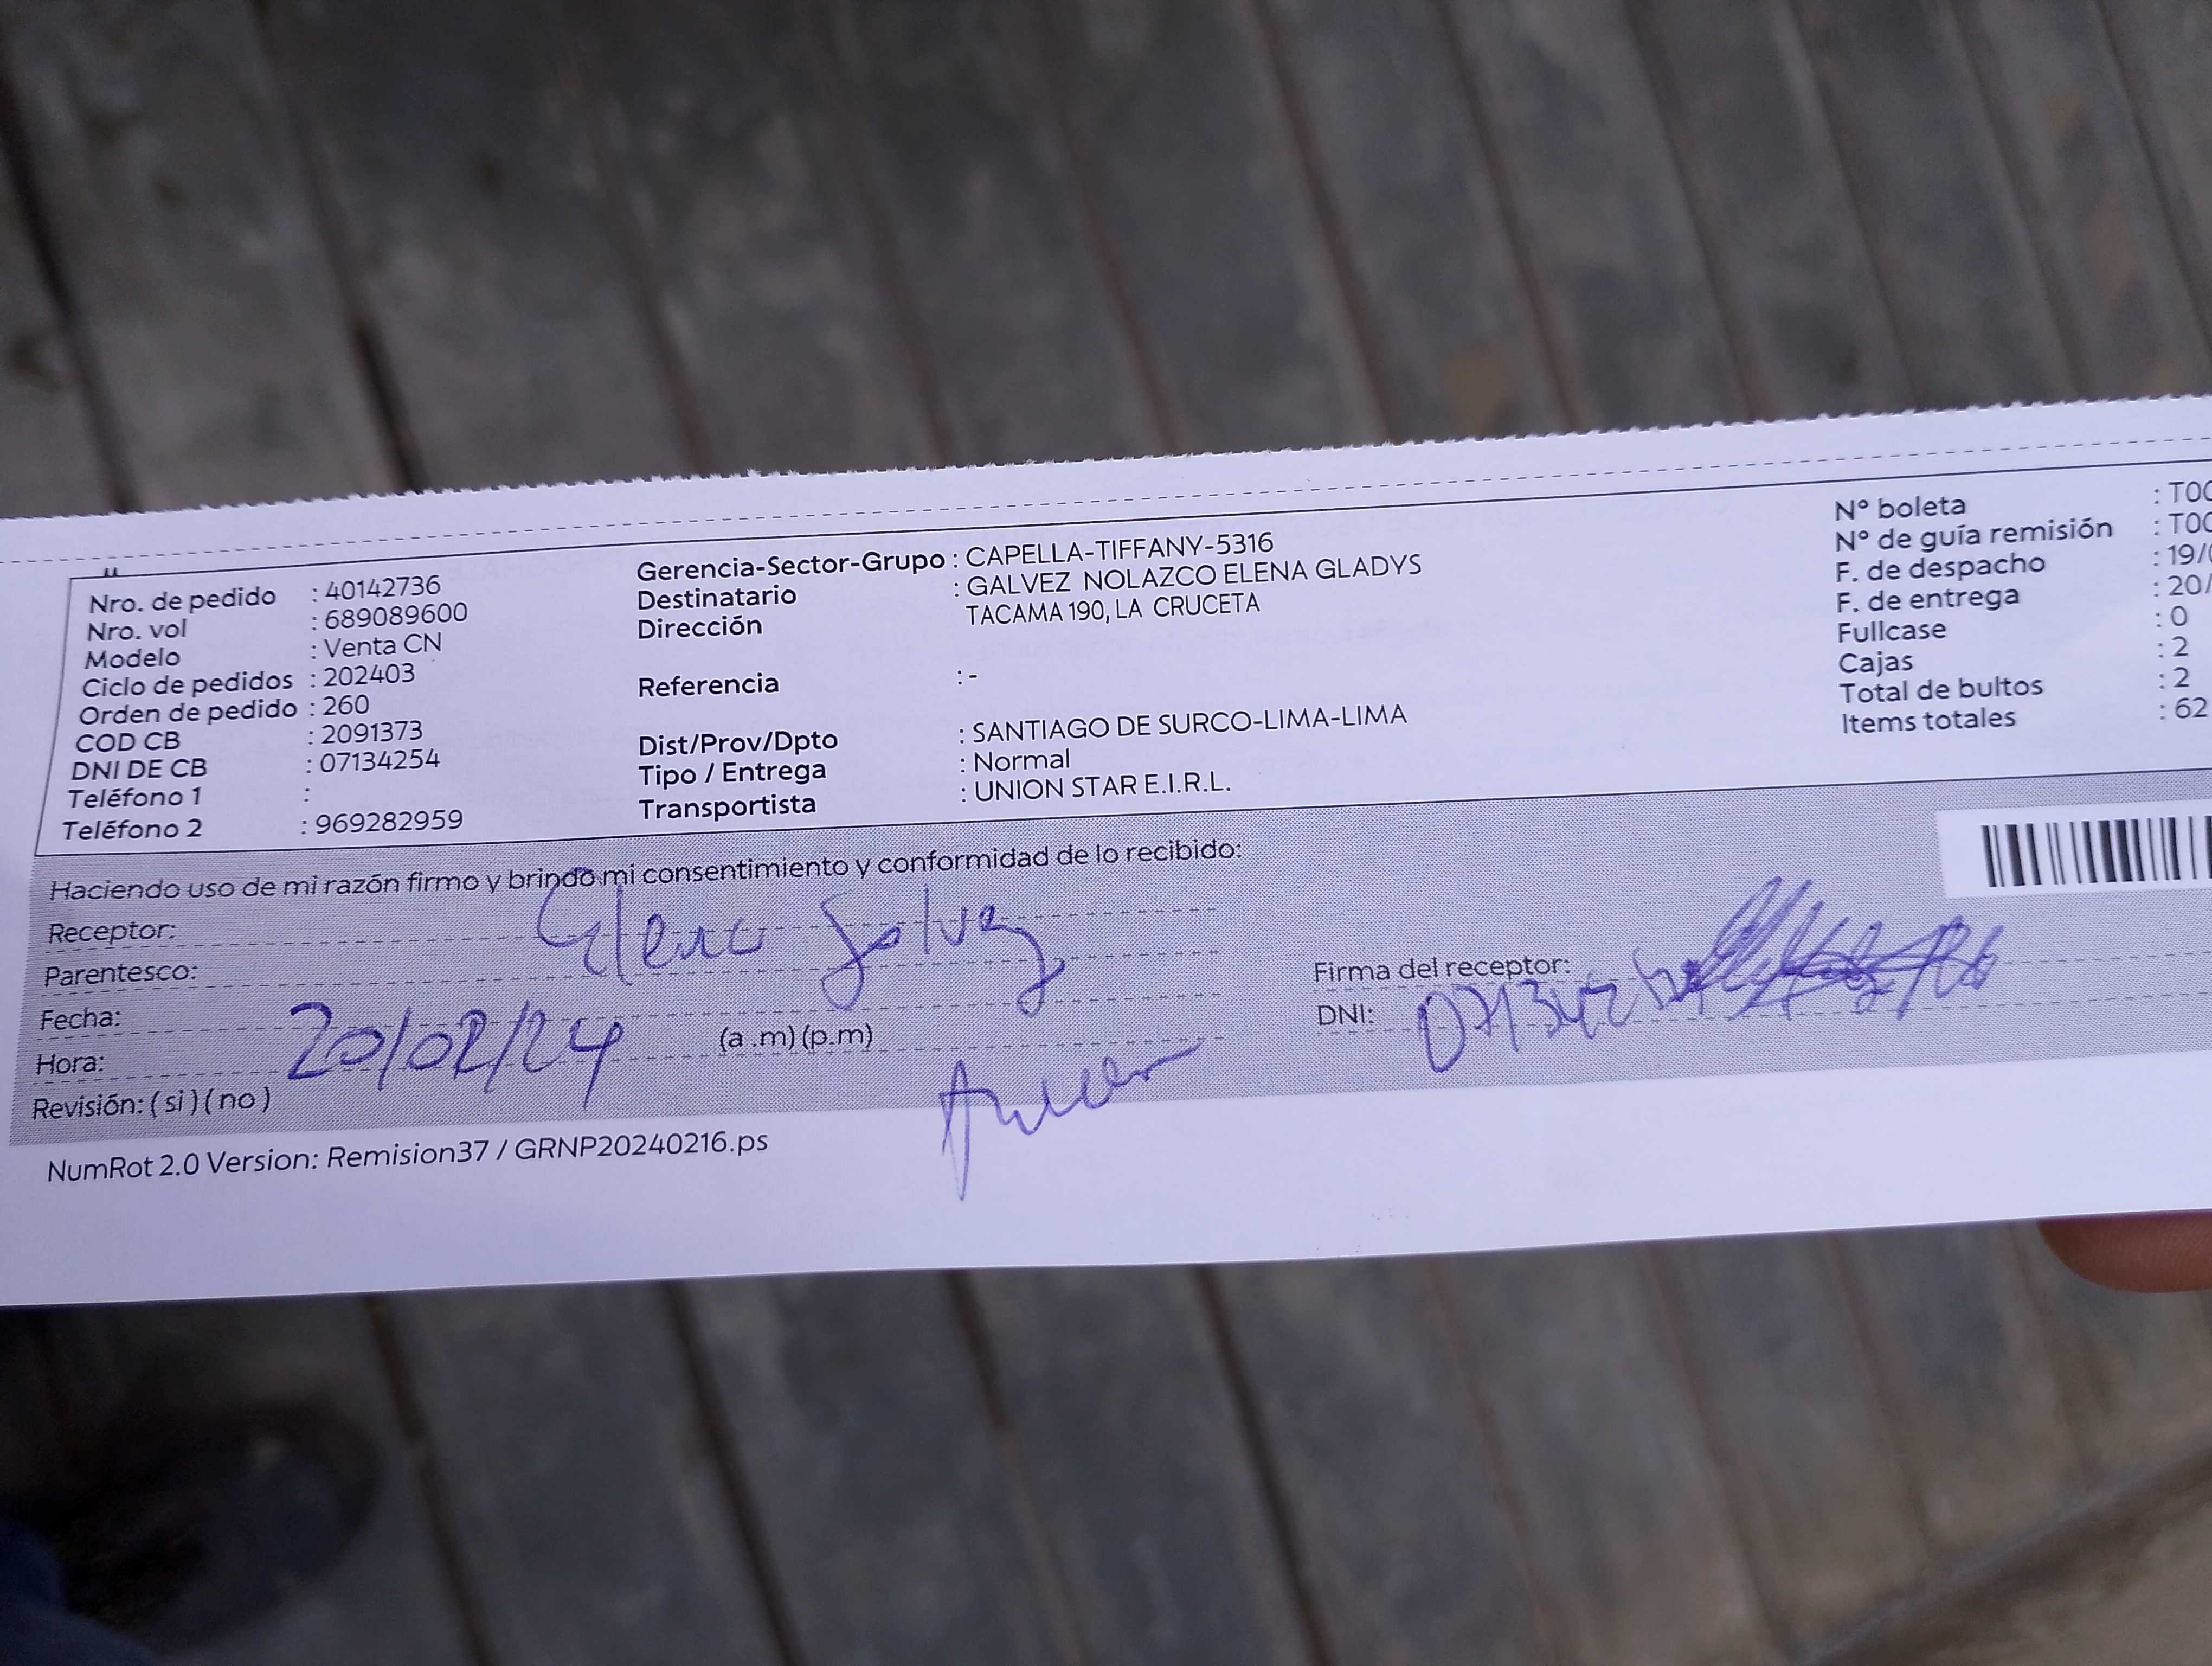 Nro. de pedido : 40142736
Nro. vol : 689089600
Modelo : Venta CN
Ciclo de pedidos : 202403
Orden de pedido : 260
COD CB : 2091373
DNI DE CB : 07134254
Teléfono 1 :
Teléfono 2 : 969282959
Gerencia-Sector-Grupo : CAPELLA-TIFFANY-5316
Destinatario : GALVEZ NOLAZCO ELENA GLADYS
Dirección TACAMA 190, LA CRUCETA
Referencia : -
Dist/Prov/Dpto : SANTIAGO DE SURCO-LIMA-LIMA
Tipo / Entrega : Normal
Transportista : UNION STAR E.I.R.L.
N° boleta : T00
N° de guía remisión : T00
F. de despacho : 19/
F. de entrega : 20/
Fullcase : 0
Cajas : 2
Total de bultos : 2
Items totales : 62
Haciendo uso de mi razón firmo y brindo mi consentimiento y conformidad de lo recibido:
Receptor: Elena Galvez
Parentesco:
Fecha: 20/02/24
Hora: (a .m) (p.m)
Revisión: ( si ) ( no )
Firma del receptor:
DNI:
NumRot 2.0 Version: Remision37 / GRNP20240216.ps